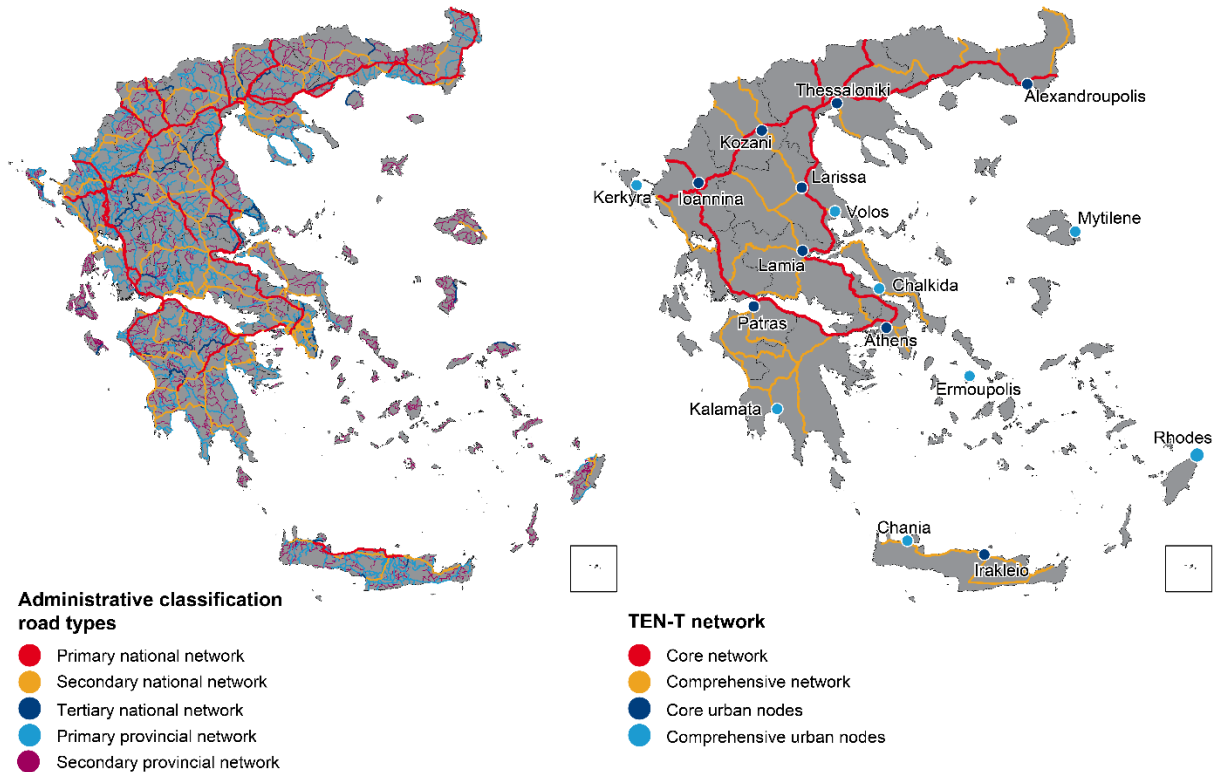 Thessaloniki
Alexandroupolis
Kozani
Larissa
Kerkyra
Ioannina
Volos
Mytilene
Lamia
Chalkida
Patras
Athens
Ermoupolis
Kalamata
Rhodes
Chania
Irakleio
Administrative classification
road types
Primary national network
Secondary national network
Tertiary national network
Primary provincial network
Secondary provincial network
TEN-T network
Core network
Comprehensive network
Core urban nodes
Comprehensive urban nodes